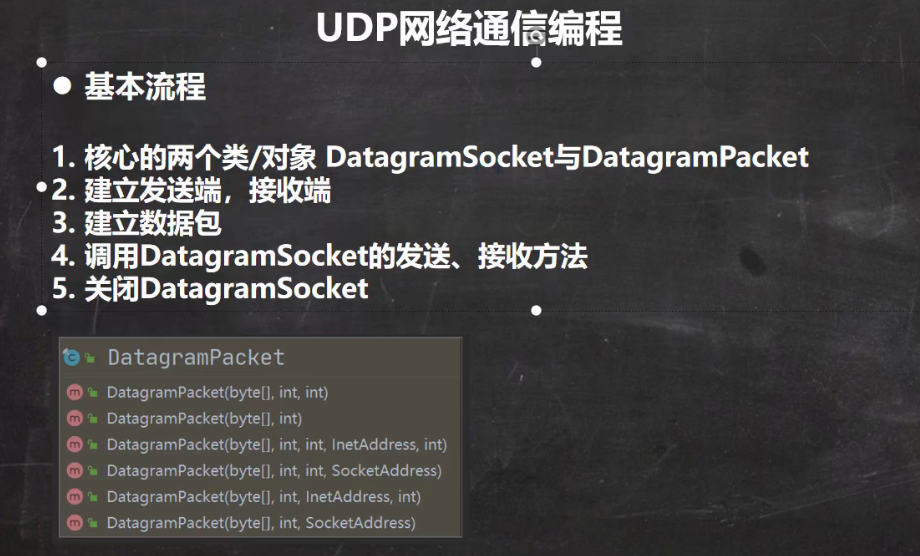 UDP网络通信编程
● 基本流程
1. 核心的两个类/对象 DatagramSocket与DatagramPacket
2. 建立发送端，接收端
3. 建立数据包
4. 调用DatagramSocket的发送、接收方法
5. 关闭DatagramSocket
DatagramPacket
DatagramPacket(byte[], int, int)
DatagramPacket(byte[], int)
DatagramPacket(byte[], int, int, InetAddress, int)
DatagramPacket(byte[], int, int, SocketAddress)
DatagramPacket(byte[], int, InetAddress, int)
DatagramPacket(byte[], int, SocketAddress)